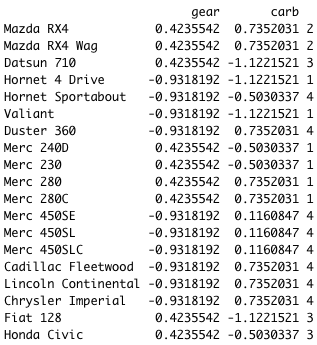 gear carb
Mazda RX4 0.4235542 0.7352031 2
Mazda RX4 Wag 0.4235542 0.7352031 2
Datsun 710 0.4235542 -1.1221521 3
Hornet 4 Drive -0.9318192 -1.1221521 1
Hornet Sportabout -0.9318192 -0.5030337 4
Valiant -0.9318192 -1.1221521 1
Duster 360 -0.9318192 0.7352031 4
Merc 240D 0.4235542 -0.5030337 1
Merc 230 0.4235542 -0.5030337 1
Merc 280 0.4235542 0.7352031 1
Merc 280C 0.4235542 0.7352031 1
Merc 450SE -0.9318192 0.1160847 4
Merc 450SL -0.9318192 0.1160847 4
Merc 450SLC -0.9318192 0.1160847 4
Cadillac Fleetwood -0.9318192 0.7352031 4
Lincoln Continental -0.9318192 0.7352031 4
Chrysler Imperial -0.9318192 0.7352031 4
Fiat 128 0.4235542 -1.1221521 3
Honda Civic 0.4235542 -0.5030337 3